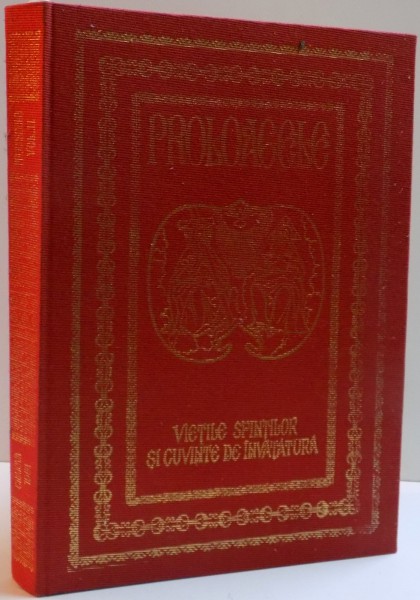 PROLOAGELE
VIEȚILE SFINȚILOR
ȘI CUVINTE DE ÎNVĂȚĂTURĂ